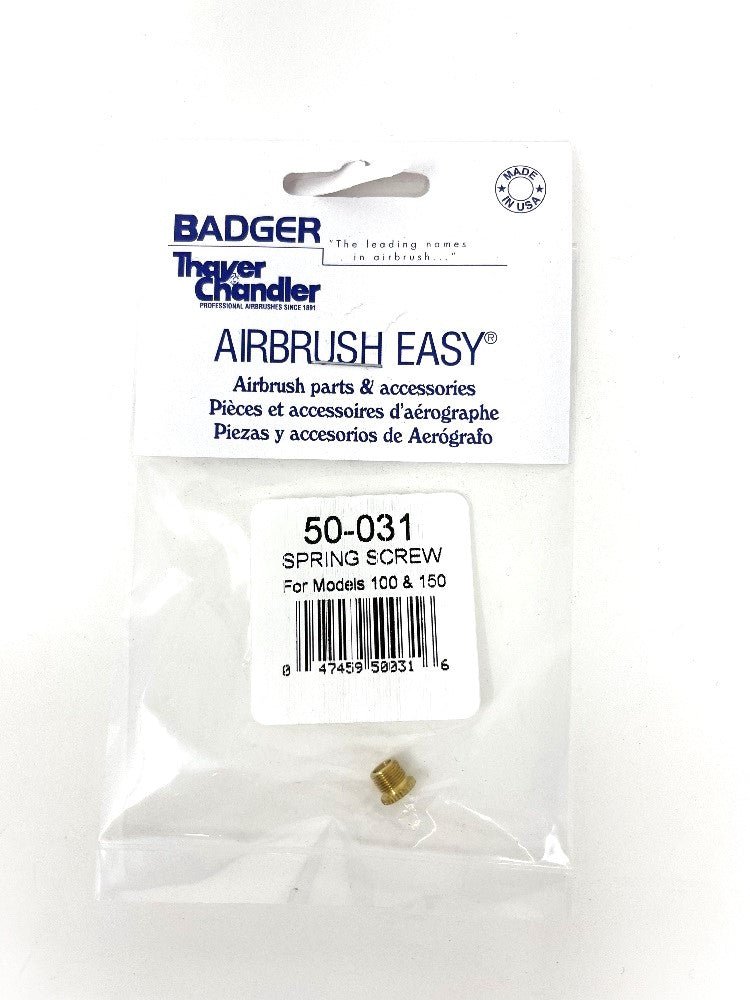 MADE
IN USA
BADGER
"The leading names
in airbrush..."
Thayer
& Chandler
PROFESSIONAL AIRBRUSHES SINCE 1891
AIRBRUSH EASY®
Airbrush parts & accessories
Pièces et accessoires d'aérographe
Piezas y accesorios de Aerógrafo
50-031
SPRING SCREW
For Models 100 & 150
0 47459 50031 6